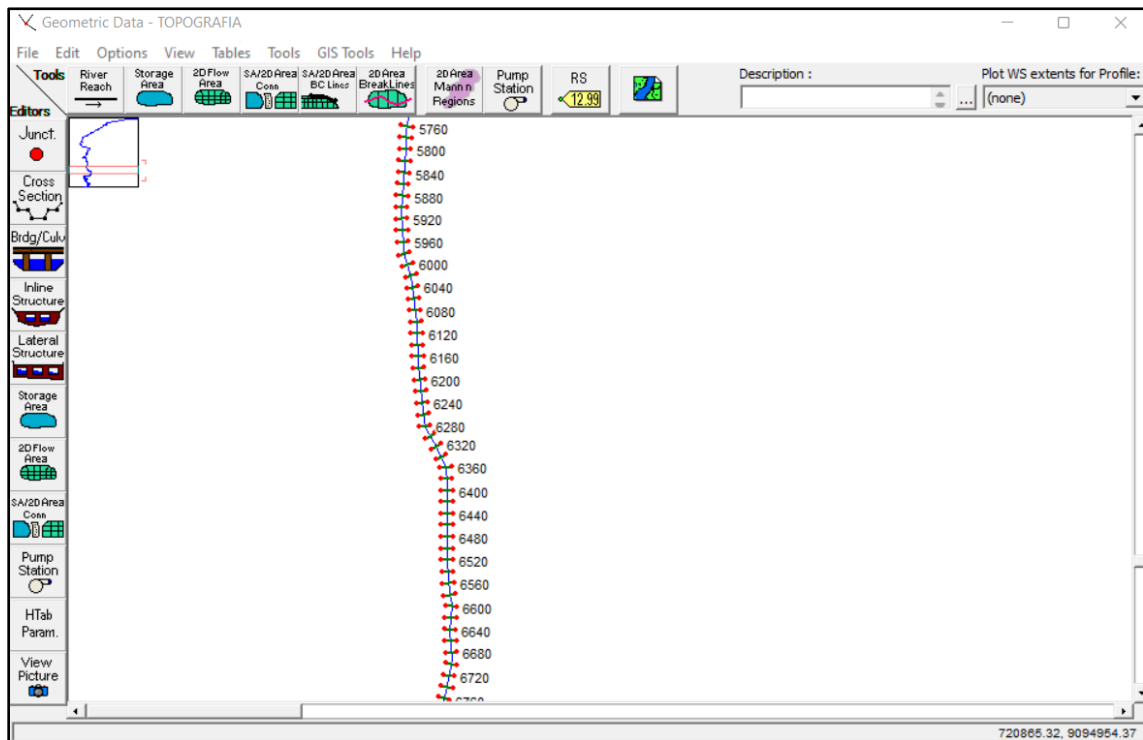 Geometric Data - TOPOGRAFIA
File Edit Options View Tables Tools GIS Tools Help
Tools
Editors
River
Reach
Storage
Area
2D Flow
Area
SA/2D Area
Conn
SA/2D Area
BC Lines
2D Area
BreakLines
2D Area
Mann n
Regions
Pump
Station
RS
12.99
Description :
...
Plot WS extents for Profile:
(none)
Junct.
Cross
Section
Brdg/Culv
Inline
Structure
Lateral
Structure
Storage
Area
2D Flow
Area
SA/2D Area
Conn
Pump
Station
HTab
Param.
View
Picture
5760
5800
5840
5880
5920
5960
6000
6040
6080
6120
6160
6200
6240
6280
6320
6360
6400
6440
6480
6520
6560
6600
6640
6680
6720
6760
720865.32, 9094954.37